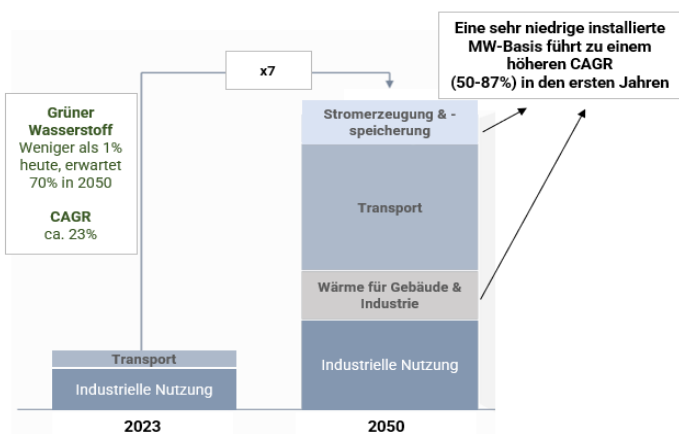 Eine sehr niedrige installierte
MW-Basis führt zu einem
höheren CAGR
(50-87%) in den ersten Jahren
x7
Grüner
Wasserstoff
Weniger als 1%
heute, erwartet
70% in 2050
CAGR
ca. 23%
Stromerzeugung & -
speicherung
Transport
Wärme für Gebäude &
Industrie
Industrielle Nutzung
Transport
Industrielle Nutzung
2023
2050